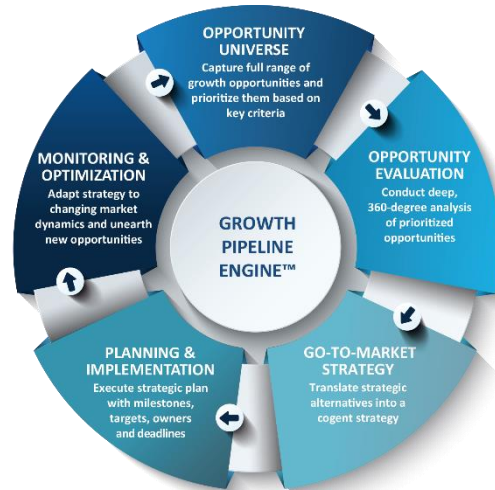 OPPORTUNITY
UNIVERSE
Capture full range of
growth opportunities and
prioritize them based on
key criteria
OPPORTUNITY
EVALUATION
Conduct deep,
360-degree analysis
of prioritized
opportunities
GO-TO-MARKET
STRATEGY
Translate strategic
alternatives into a
cogent strategy
PLANNING &
IMPLEMENTATION
Execute strategic plan
with milestones,
targets, owners
and deadlines
MONITORING &
OPTIMIZATION
Adapt strategy to
changing market
dynamics and unearth
new opportunities
GROWTH
PIPELINE
ENGINE™